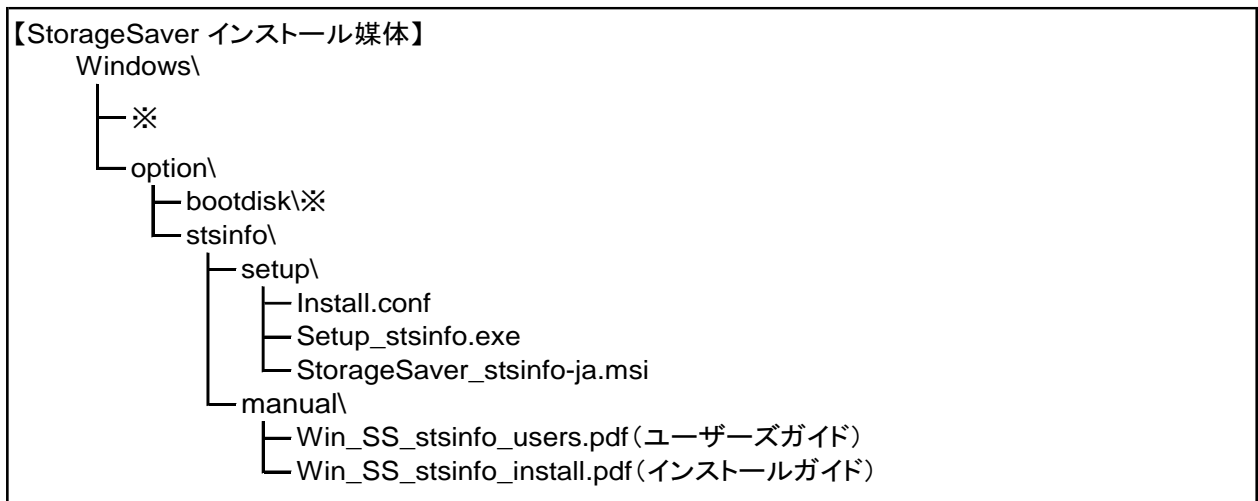 【StorageSaver インストール媒体】
Windows\
※
option\
bootdisk\※
stsinfo\
setup\
Install.conf
Setup_stsinfo.exe
StorageSaver_stsinfo-ja.msi
manual\
Win_SS_stsinfo_users.pdf(ユーザーズガイド)
Win_SS_stsinfo_install.pdf(インストールガイド)